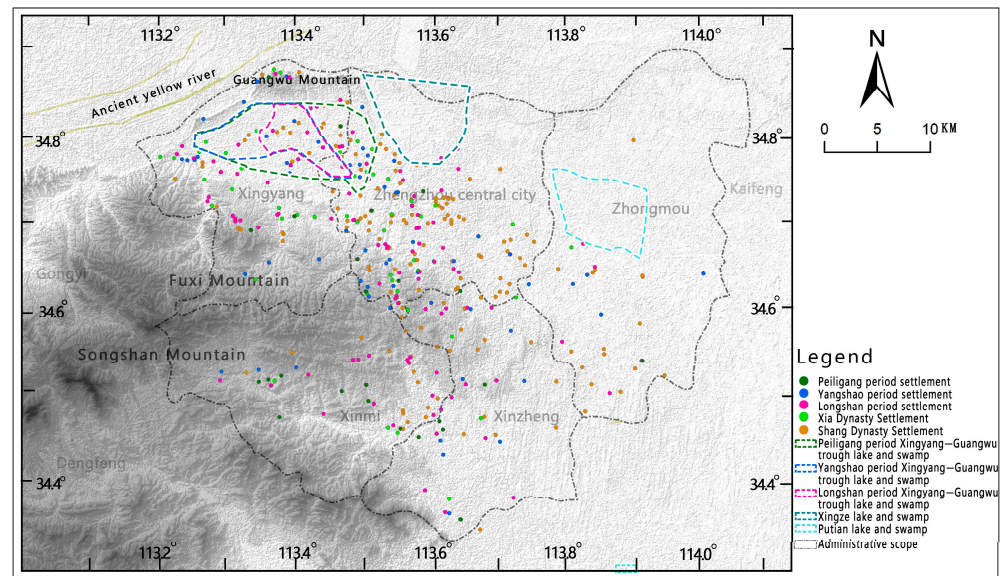 113.2° 113.4° 113.6° 113.8° 114.0°
N
Guangwu Mountain
Ancient yellow river
0 5 10 KM
34.8° 34.8°
Xingyang
Zhengzhou central city
Kaifeng
Zhongmou
Gongyi
Fuxi Mountain
34.6° 34.6°
Songshan Mountain
Legend
Peiligang period settlement
Yangshao period settlement
Longshan period settlement
Xia Dynasty Settlement
Shang Dynasty Settlement
Peiligang period Xingyang—Guangwu
trough lake and swamp
Yangshao period Xingyang—Guangwu
trough lake and swamp
Longshan period Xingyang—Guangwu
trough lake and swamp
Xingze lake and swamp
Putian lake and swamp
Administrative scope
Xinmi
Xinzheng
Dengfeng
34.4° 34.4°
113.2° 113.4° 113.6° 113.8° 114.0°